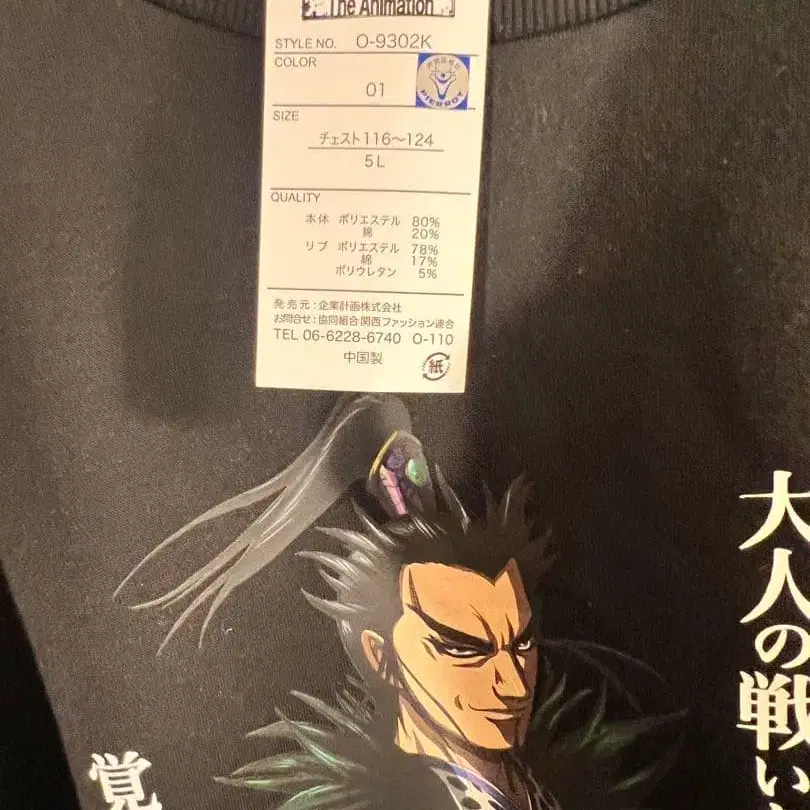 The Animation
STYLE NO. O-9302K
COLOR
01
PIERROT
SIZE
チェスト116～124
5L
QUALITY
本体 ポリエステル 80%
綿 20%
リブ ポリエステル 78%
綿 17%
ポリウレタン 5%
発売元:企業計画株式会社
お問合せ:協同組合関西ファッション連合
TEL 06-6228-6740 O-110
中国製
紙
大人の戦い
覚